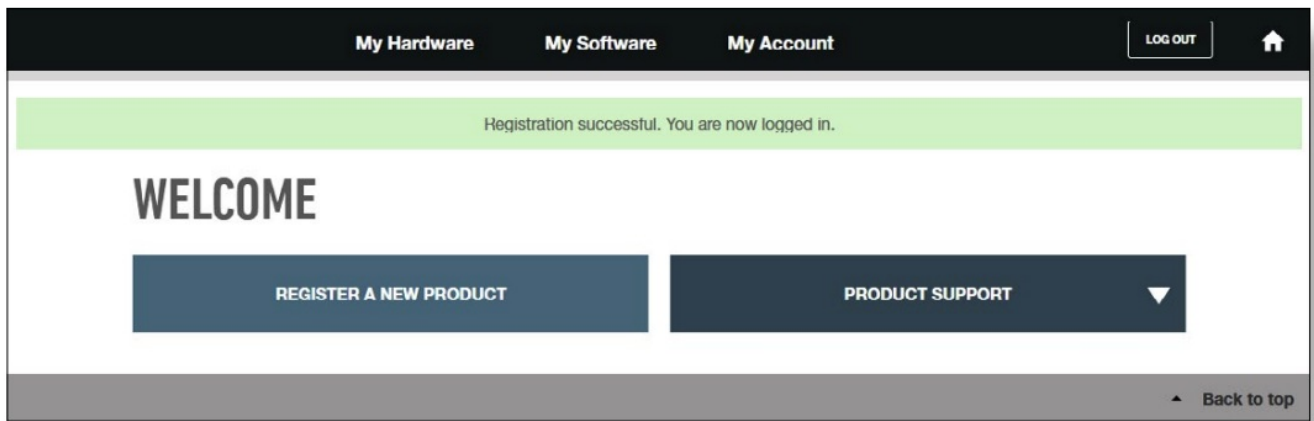 My Hardware My Software My Account LOG OUT
Registration successful. You are now logged in.
WELCOME
REGISTER A NEW PRODUCT PRODUCT SUPPORT
Back to top